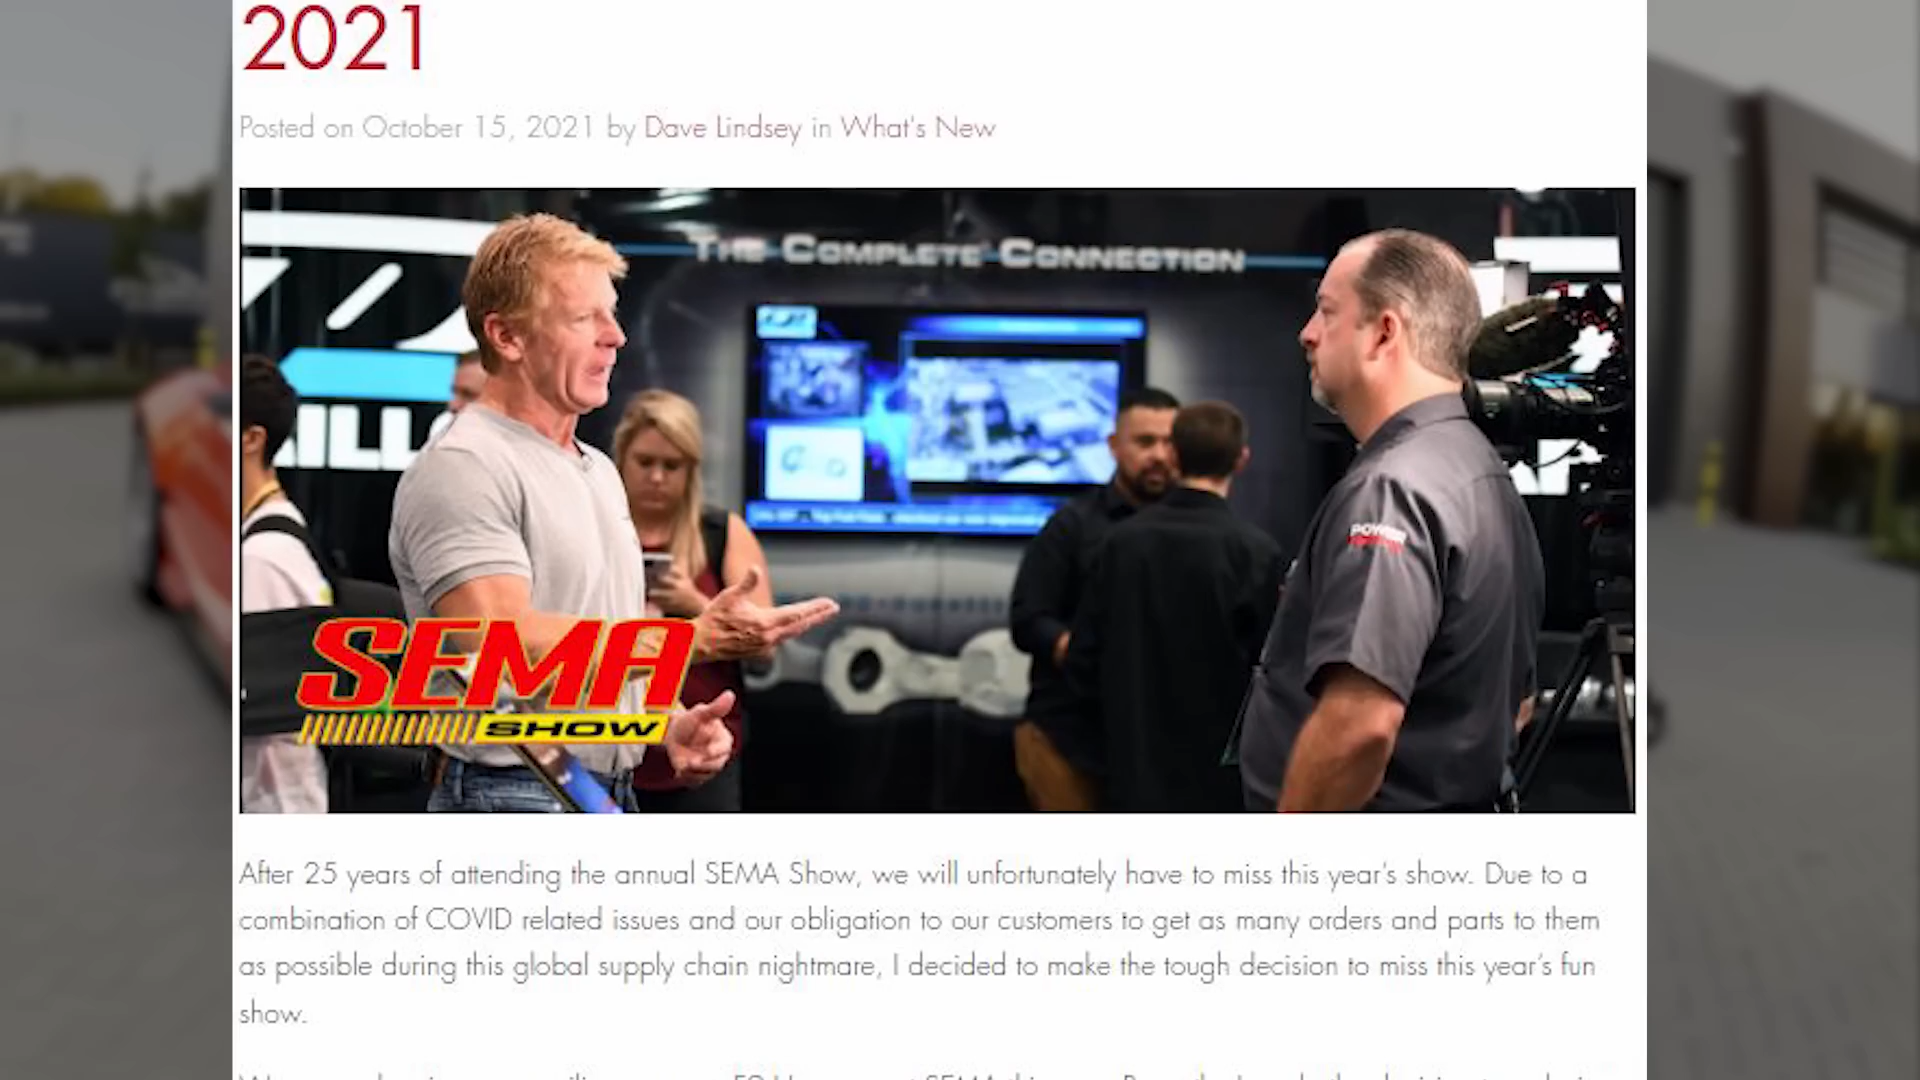 2021
Posted on October 15, 2021 by Dave Lindsey in What's New
THE COMPLETE CONNECTION
POWER
SEMA
SHOW
After 25 years of attending the annual SEMA Show, we will unfortunately have to miss this year's show. Due to a
combination of COVID related issues and our obligation to our customers to get as many orders and parts to them
as possible during this global supply chain nightmare, I decided to make the tough decision to miss this year's fun
show.